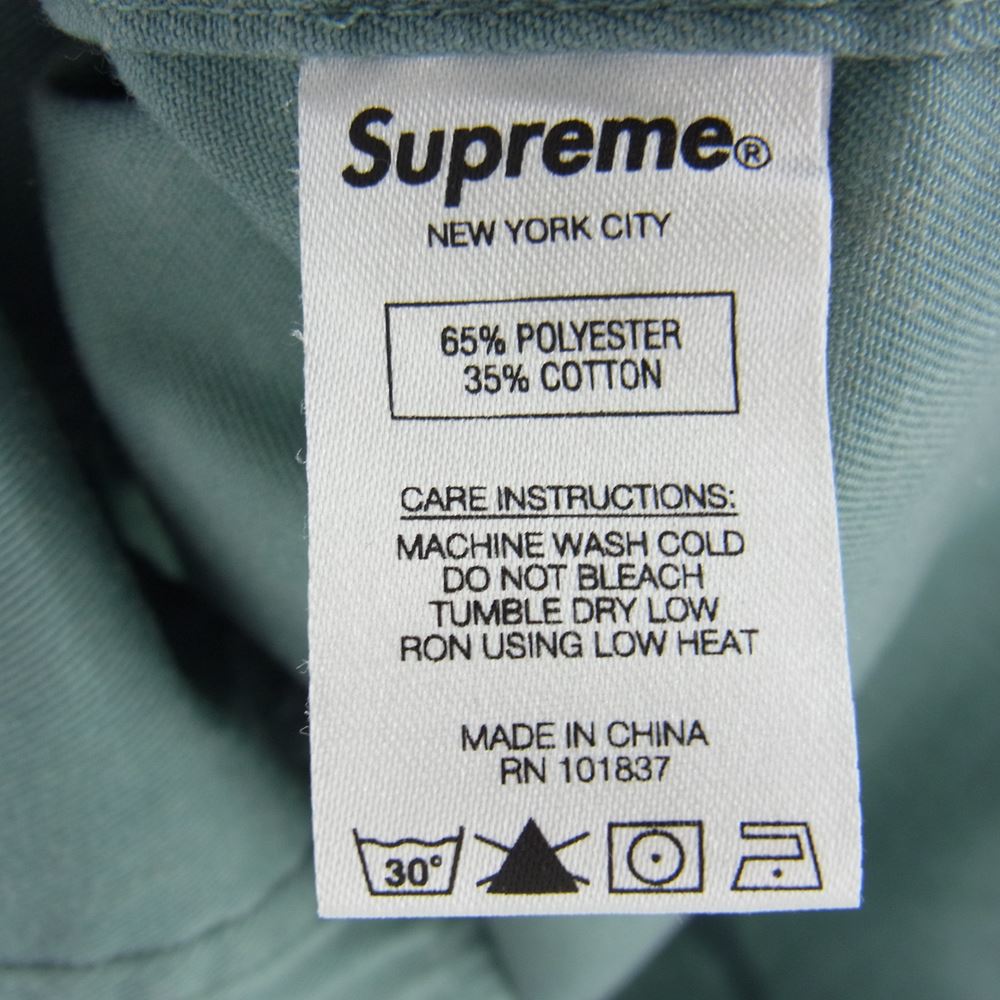 Supreme®
NEW YORK CITY
65% POLYESTER
35% COTTON
CARE INSTRUCTIONS:
MACHINE WASH COLD
DO NOT BLEACH
TUMBLE DRY LOW
RON USING LOW HEAT
MADE IN CHINA
RN 101837
30°